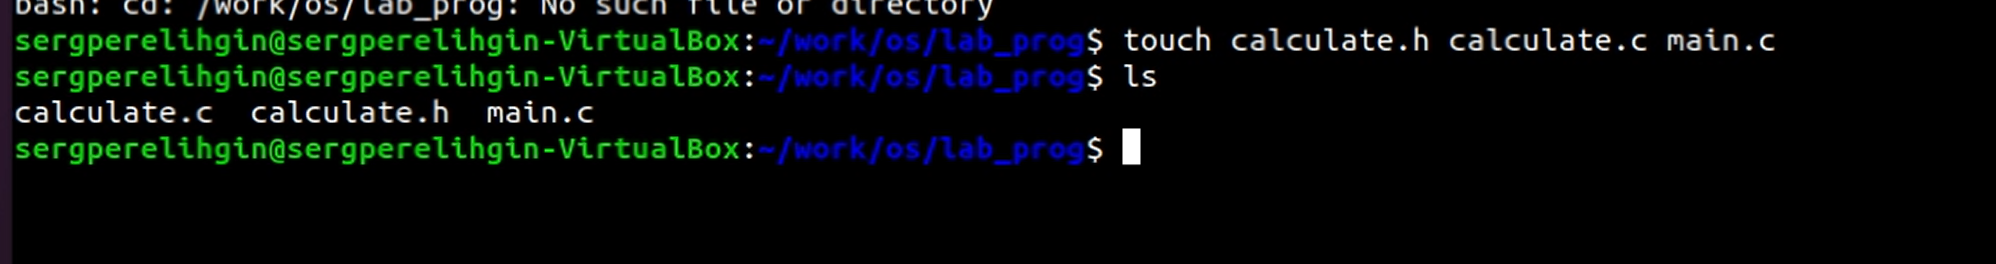 bash: cd: /work/os/lab_prog: No such file or directory
sergperelihgin@sergperelihgin-VirtualBox:~/work/os/lab_prog$ touch calculate.h calculate.c main.c
sergperelihgin@sergperelihgin-VirtualBox:~/work/os/lab_prog$ ls
calculate.c  calculate.h  main.c
sergperelihgin@sergperelihgin-VirtualBox:~/work/os/lab_prog$